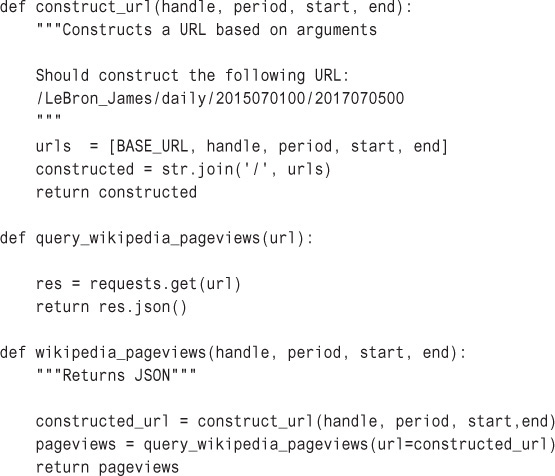 def construct_url(handle, period, start, end):
    """Constructs a URL based on arguments
    Should construct the following URL:
    /LeBron_James/daily/2015070100/2017070500
    """
    urls  = [BASE_URL, handle, period, start, end]
    constructed = str.join('/', urls)
    return constructed
def query_wikipedia_pageviews(url):
    res = requests.get(url)
    return res.json()
def wikipedia_pageviews(handle, period, start, end):
    """Returns JSON"""
    constructed_url = construct_url(handle, period, start,end)
    pageviews = query_wikipedia_pageviews(url=constructed_url)
    return pageviews